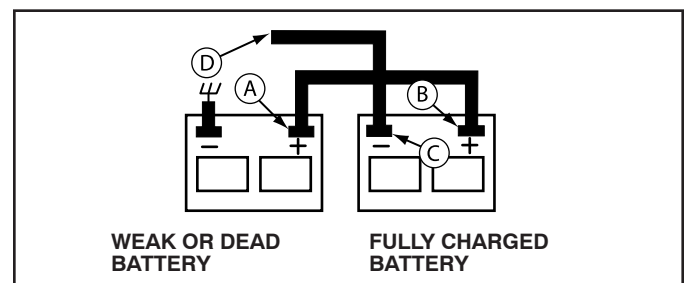 D
A
B
C
− + − +
WEAK OR DEAD
BATTERY
FULLY CHARGED
BATTERY